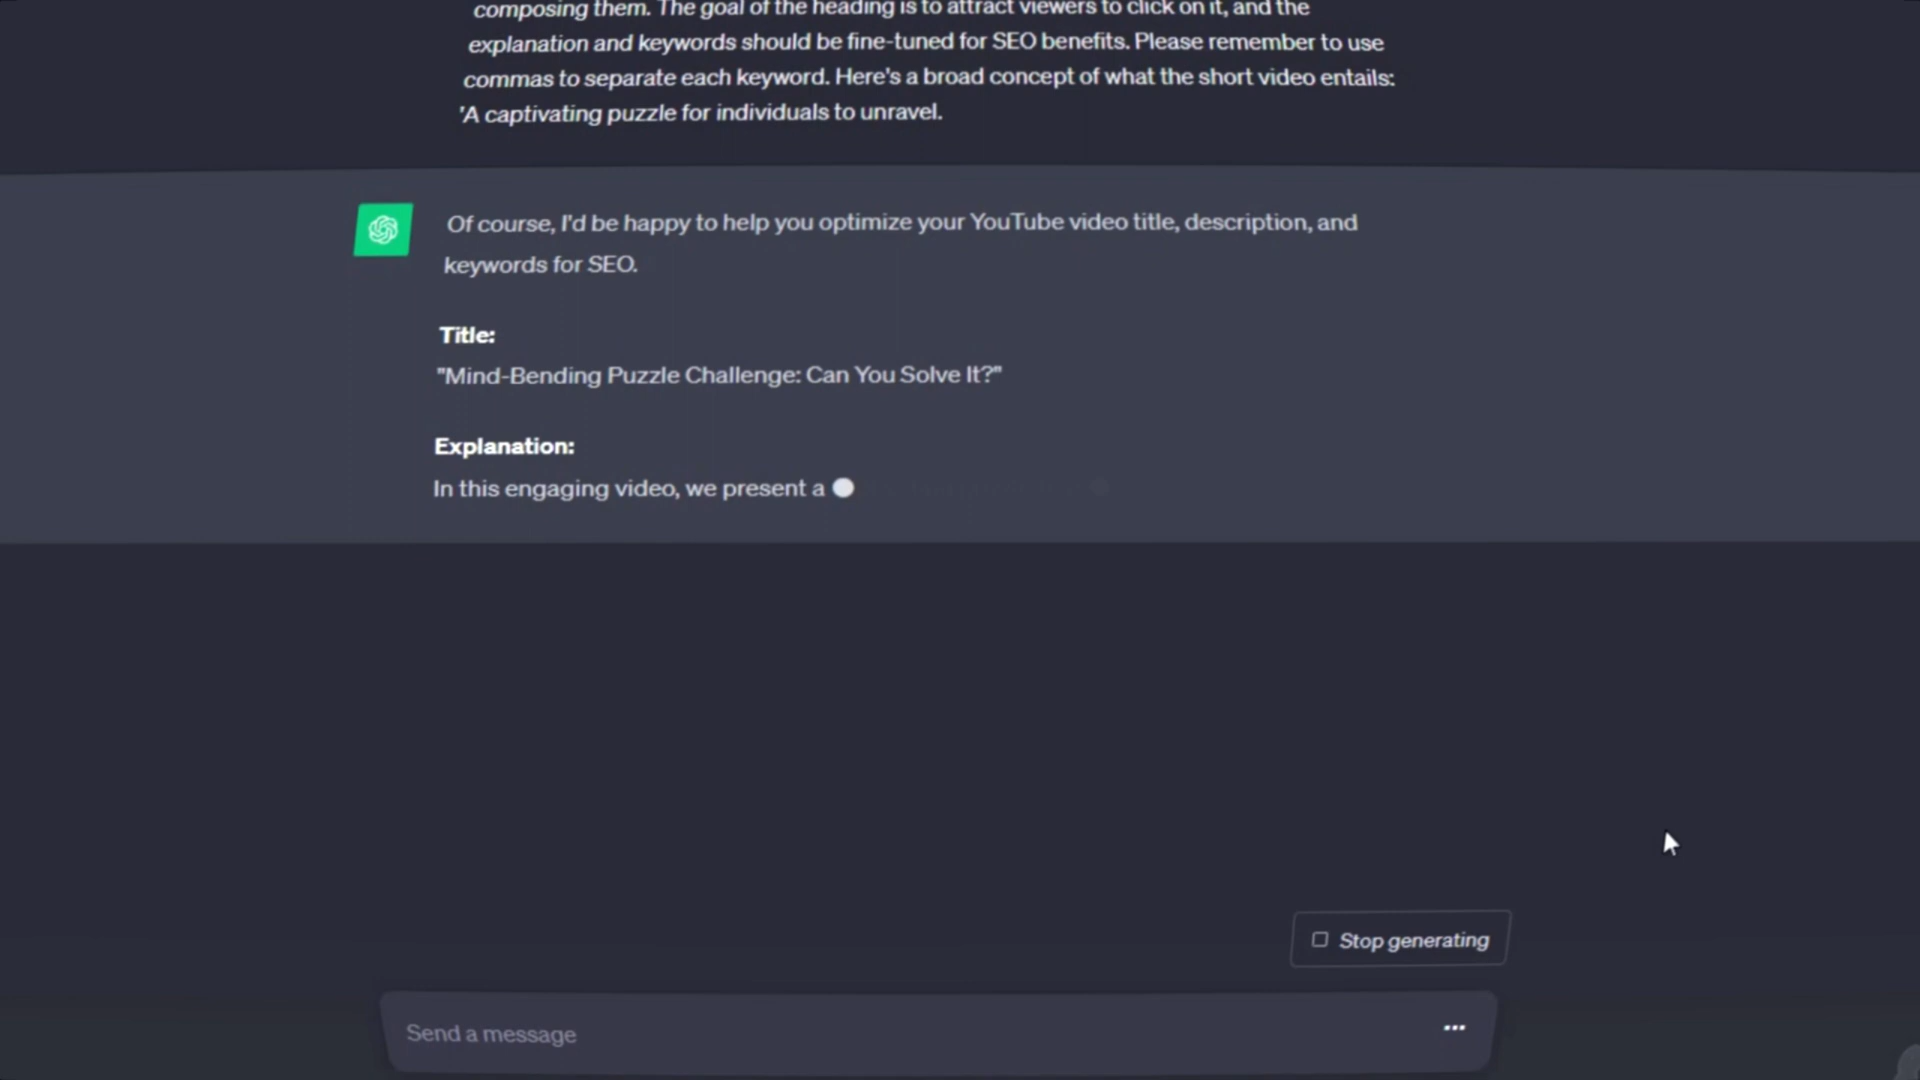 composing them. The goal of the heading is to attract viewers to click on it, and the
explanation and keywords should be fine-tuned for SEO benefits. Please remember to use
commas to separate each keyword. Here's a broad concept of what the short video entails:
'A captivating puzzle for individuals to unravel.
Of course, I'd be happy to help you optimize your YouTube video title, description, and
keywords for SEO.
Title:
"Mind-Bending Puzzle Challenge: Can You Solve It?"
Explanation:
In this engaging video, we present a
Stop generating
Send a message